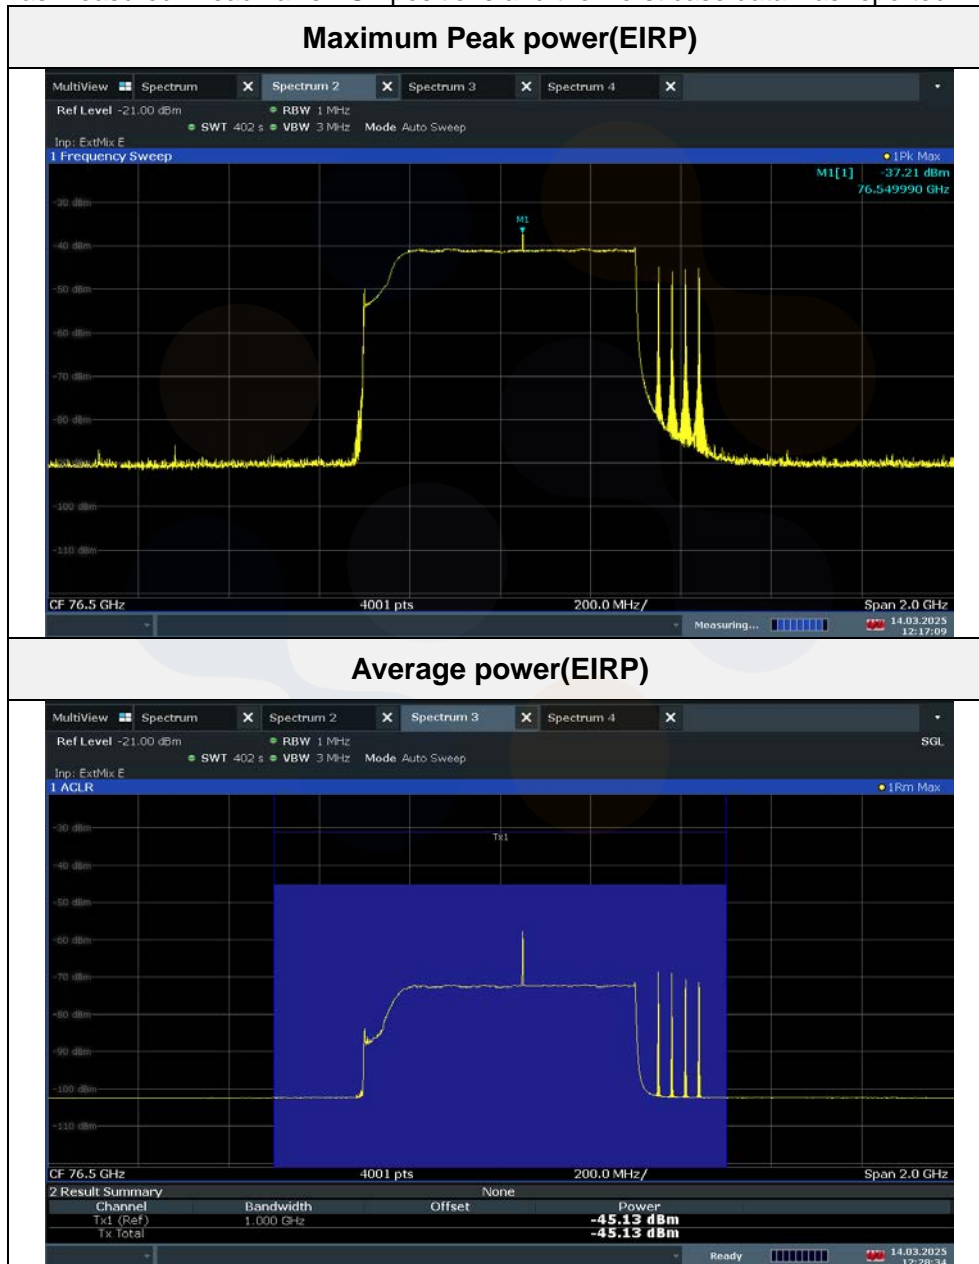 Maximum Peak power(EIRP)
MultiView Spectrum X Spectrum 2 X Spectrum 3 X Spectrum 4 X
Ref Level -21.00 dBm RBW 1 MHz
SWT 402 s VBW 3 MHz Mode Auto Sweep
Inp: ExtMix E
1 Frequency Sweep 1Pk Max
M1[1] -37.21 dBm
76.549990 GHz
-30 dBm
M1
-40 dBm
-50 dBm
-60 dBm
-70 dBm
-80 dBm
-100 dBm
-110 dBm
CF 76.5 GHz 4001 pts 200.0 MHz/ Span 2.0 GHz
Measuring... 14.03.2025
12:17:09
Average power(EIRP)
MultiView Spectrum X Spectrum 2 X Spectrum 3 X Spectrum 4 X
Ref Level -21.00 dBm RBW 1 MHz SGL
SWT 402 s VBW 3 MHz Mode Auto Sweep
Inp: ExtMix E
1 ACLR 1Rm Max
-30 dBm
Tx1
-40 dBm
-50 dBm
-60 dBm
-70 dBm
-80 dBm
-90 dBm
-100 dBm
-110 dBm
CF 76.5 GHz 4001 pts 200.0 MHz/ Span 2.0 GHz
2 Result Summary None
Channel Bandwidth Offset Power
Tx1 (Ref) 1.000 GHz -45.13 dBm
Tx Total -45.13 dBm
Ready 14.03.2025
12:28:34